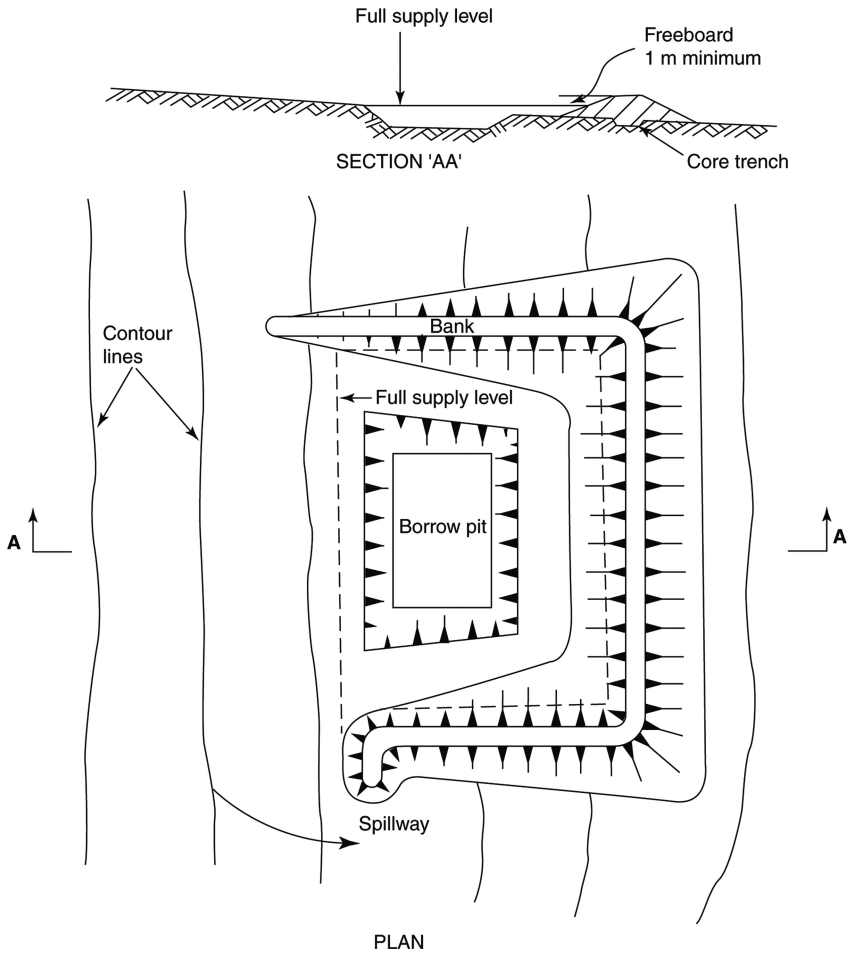 Full supply level
Freeboard
1 m minimum
SECTION 'AA'
Core trench
Contour
lines
Bank
Full supply level
Borrow pit
A
A
Spillway
PLAN